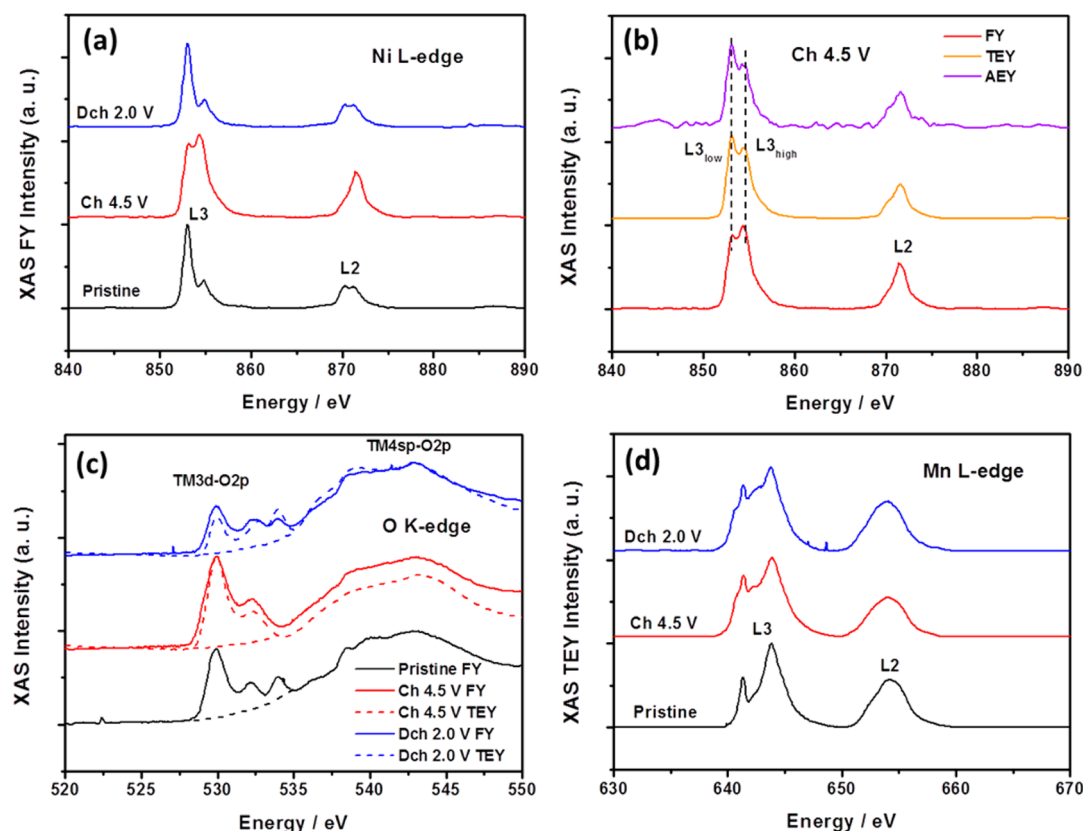 (a)
Ni L-edge
Dch 2.0 V
Ch 4.5 V
L3
L2
Pristine
XAS FY Intensity (a. u.)
840 850 860 870 880 890
Energy / eV
(b)
Ch 4.5 V
FY
TEY
AEY
L3low
L3high
L2
XAS Intensity (a. u.)
840 850 860 870 880 890
Energy / eV
(c)
TM4sp-O2p
TM3d-O2p
O K-edge
Pristine FY
Ch 4.5 V FY
Ch 4.5 V TEY
Dch 2.0 V FY
Dch 2.0 V TEY
XAS Intensity (a. u.)
520 525 530 535 540 545 550
Energy / eV
(d)
Mn L-edge
Dch 2.0 V
Ch 4.5 V
L3
L2
Pristine
XAS TEY Intensity (a. u.)
630 640 650 660 670
Energy / eV